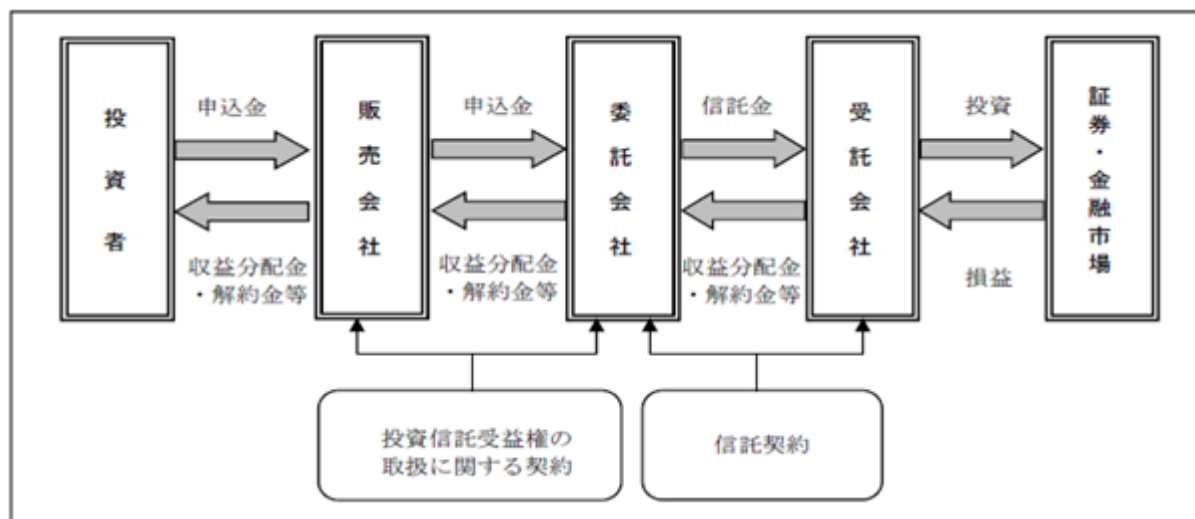 投資者
申込金
収益分配金
・解約金等
販売会社
申込金
収益分配金
・解約金等
委託会社
信託金
収益分配金
・解約金等
受託会社
投資
損益
証券・金融市場
投資信託受益権の
取扱に関する契約
信託契約